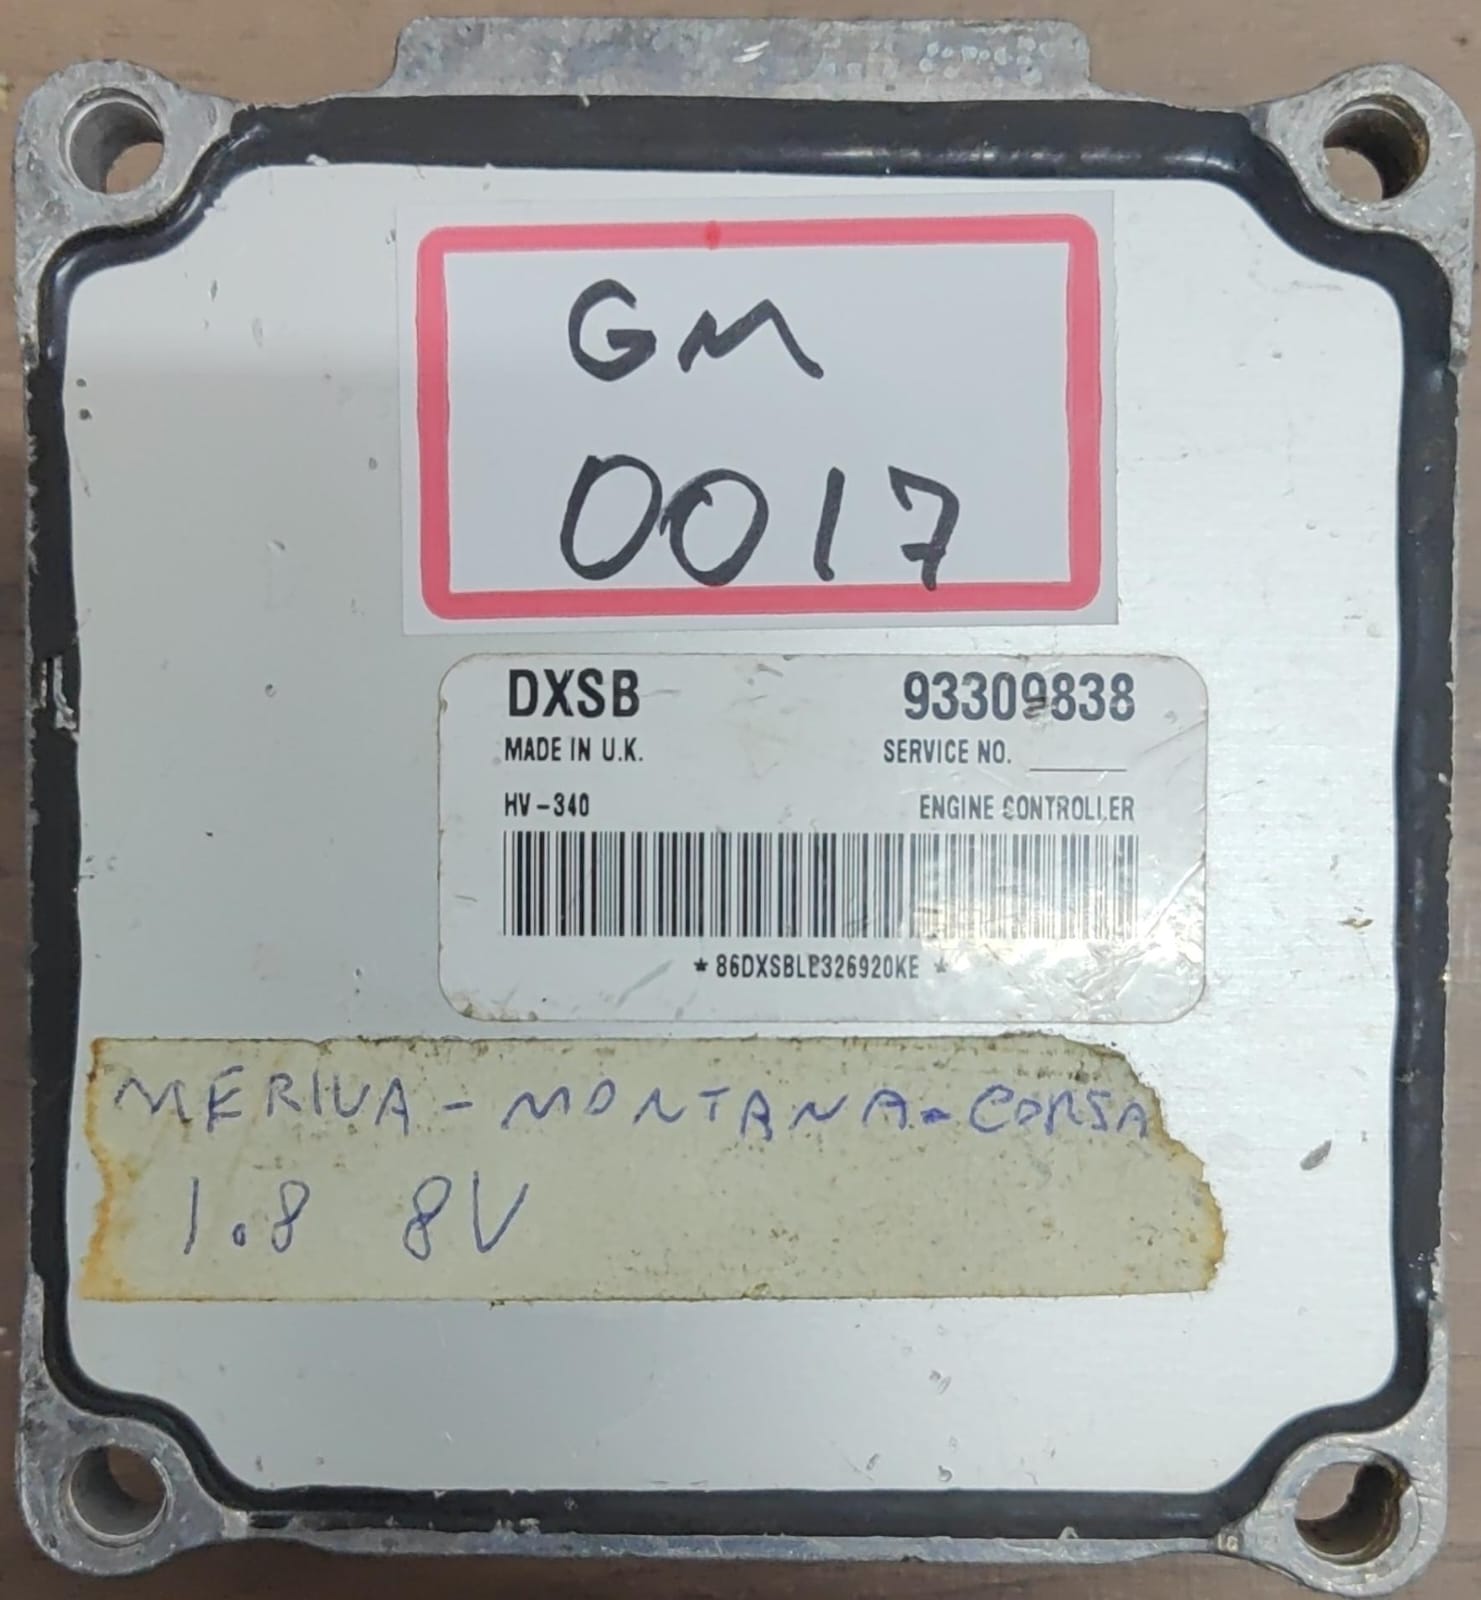 GM
0017
DXSB 93309838
MADE IN U.K. SERVICE NO.
HV-340 ENGINE CONTROLLER
MERIVA - MONTANA - CORSA
1.8 8V